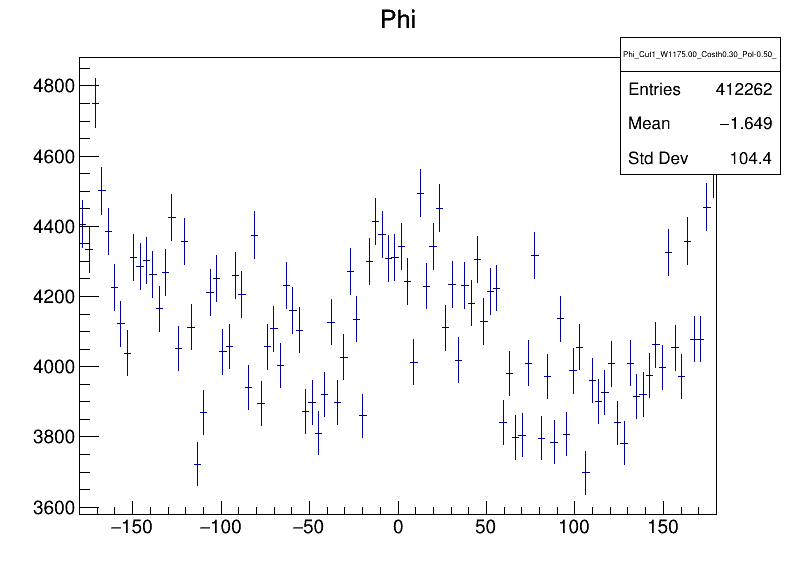 Phi
Phi_Cut1_W1175.00_Costh0.30_Pol-0.50_
Entries 412262
Mean −1.649
Std Dev 104.4
4800
4600
4400
4200
4000
3800
3600
−150 −100 −50 0 50 100 150